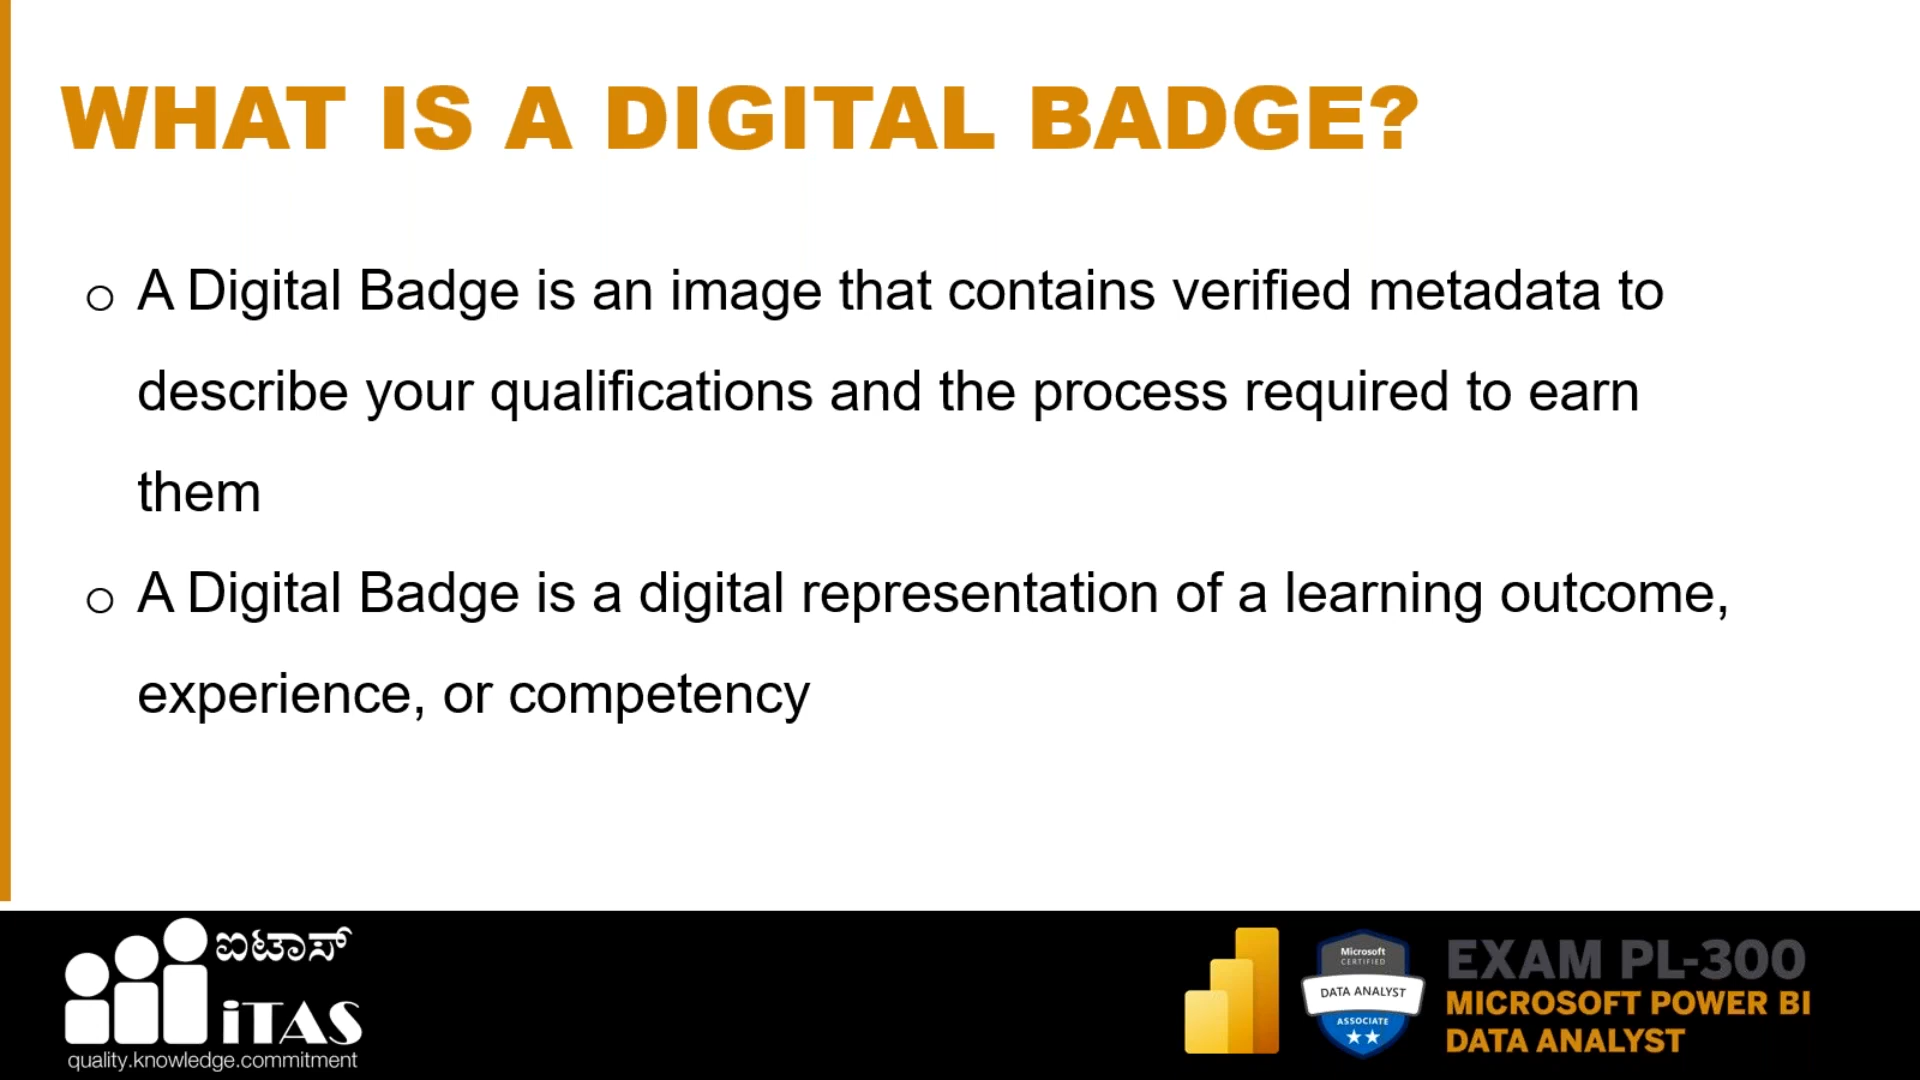 WHAT IS A DIGITAL BADGE?
o A Digital Badge is an image that contains verified metadata to
describe your qualifications and the process required to earn
them
o A Digital Badge is a digital representation of a learning outcome,
experience, or competency
ಐಟಾಸ್
iTAS
quality.knowledge.commitment
Microsoft
CERTIFIED
DATA ANALYST
ASSOCIATE
EXAM PL-300
MICROSOFT POWER BI
DATA ANALYST